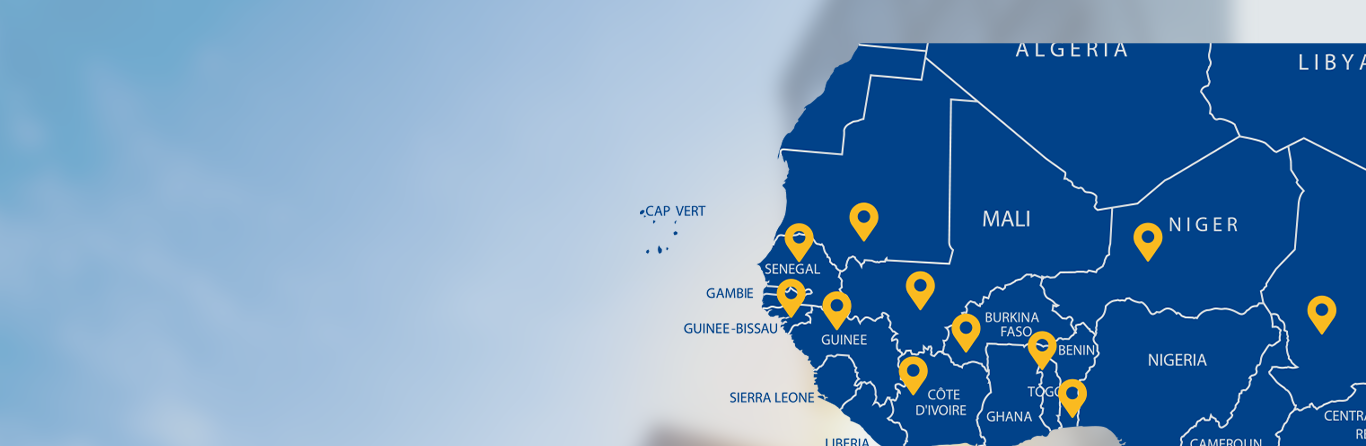 ALGERIA
LIBYA
CAP VERT
MALI
NIGER
SENEGAL
GAMBIE
BURKINA
FASO
GUINEE-BISSAU
GUINEE
BENIN
NIGERIA
TOGO
CÔTE
D'IVOIRE
SIERRA LEONE
GHANA
CENTRA
R
LIBERIA
CAMEROUN